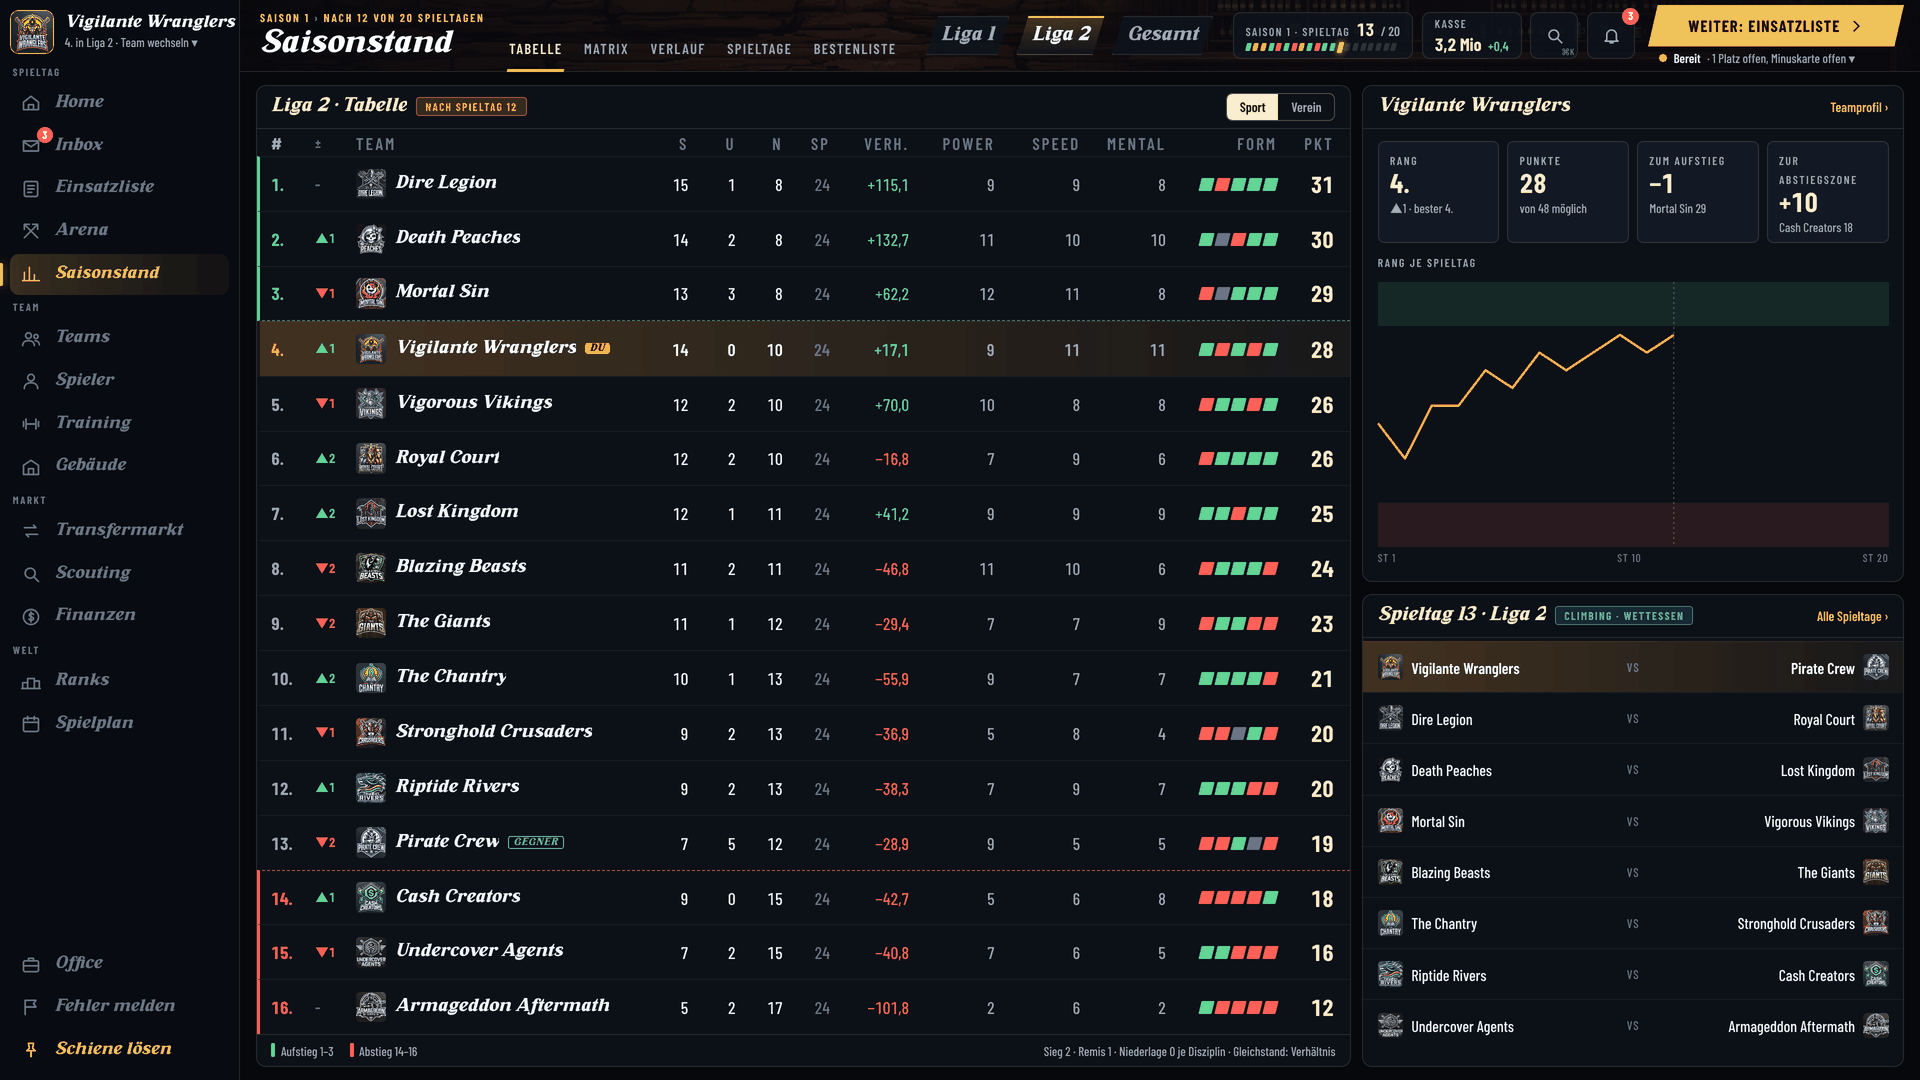 Vigilante Wranglers
4. in Liga 2 · Team wechseln ▾
SPIELTAG
Home
3
Inbox
Einsatzliste
Arena
Saisonstand
TEAM
Teams
Spieler
Training
Gebäude
MARKT
Transfermarkt
Scouting
Finanzen
WELT
Ranks
Spielplan
Office
Fehler melden
Schiene lösen
SAISON 1 › NACH 12 VON 20 SPIELTAGEN
Saisonstand
TABELLE MATRIX VERLAUF SPIELTAGE BESTENLISTE
Liga 1 Liga 2 Gesamt
SAISON 1 · SPIELTAG 13 / 20
KASSE
3,2 Mio +0,4
⌘K
3
WEITER: EINSATZLISTE
Bereit · 1 Platz offen, Minuskarte offen ▾
Liga 2 · Tabelle NACH SPIELTAG 12
Sport Verein
# ± TEAM S U N SP VERH. POWER SPEED MENTAL FORM PKT
1. - Dire Legion 15 1 8 24 +115,1 9 9 8 31
2. ▲1 Death Peaches 14 2 8 24 +132,7 11 10 10 30
3. ▼1 Mortal Sin 13 3 8 24 +62,2 12 11 8 29
4. ▲1 Vigilante Wranglers DU 14 0 10 24 +17,1 9 11 11 28
5. ▼1 Vigorous Vikings 12 2 10 24 +70,0 10 8 8 26
6. ▲2 Royal Court 12 2 10 24 −16,8 7 9 6 26
7. ▲2 Lost Kingdom 12 1 11 24 +41,2 9 9 9 25
8. ▼2 Blazing Beasts 11 2 11 24 −46,8 11 10 6 24
9. ▼2 The Giants 11 1 12 24 −29,4 7 7 9 23
10. ▲2 The Chantry 10 1 13 24 −55,9 9 7 7 21
11. ▼1 Stronghold Crusaders 9 2 13 24 −36,9 5 8 4 20
12. ▲1 Riptide Rivers 9 2 13 24 −38,3 7 9 7 20
13. ▼2 Pirate Crew GEGNER 7 5 12 24 −28,9 9 5 5 19
14. ▲1 Cash Creators 9 0 15 24 −42,7 5 6 8 18
15. ▼1 Undercover Agents 7 2 15 24 −40,8 7 6 5 16
16. - Armageddon Aftermath 5 2 17 24 −101,8 2 6 2 12
Aufstieg 1–3 Abstieg 14–16
Sieg 2 · Remis 1 · Niederlage 0 je Disziplin · Gleichstand: Verhältnis
Vigilante Wranglers
Teamprofil ›
RANG
4.
▲1 · bester 4.
PUNKTE
28
von 48 möglich
ZUM AUFSTIEG
−1
Mortal Sin 29
ZUR ABSTIEGSZONE
+10
Cash Creators 18
RANG JE SPIELTAG
ST 1 ST 10 ST 20
Spieltag 13 · Liga 2 CLIMBING · WETTESSEN
Alle Spieltage ›
Vigilante Wranglers VS Pirate Crew
Dire Legion VS Royal Court
Death Peaches VS Lost Kingdom
Mortal Sin VS Vigorous Vikings
Blazing Beasts VS The Giants
The Chantry VS Stronghold Crusaders
Riptide Rivers VS Cash Creators
Undercover Agents VS Armageddon Aftermath